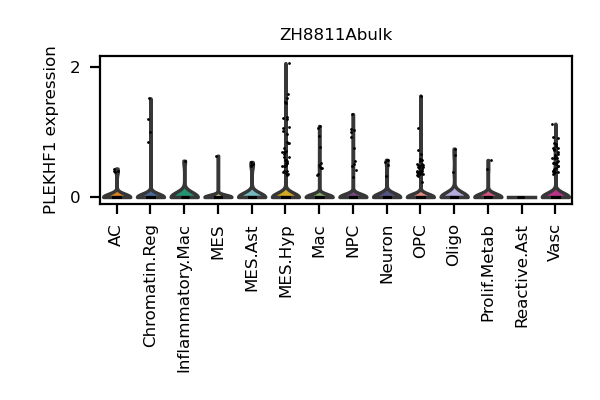 ZH8811Abulk
PLEKHF1 expression
2
0
AC
Chromatin.Reg
Inflammatory.Mac
MES
MES.Ast
MES.Hyp
Mac
NPC
Neuron
OPC
Oligo
Prolif.Metab
Reactive.Ast
Vasc